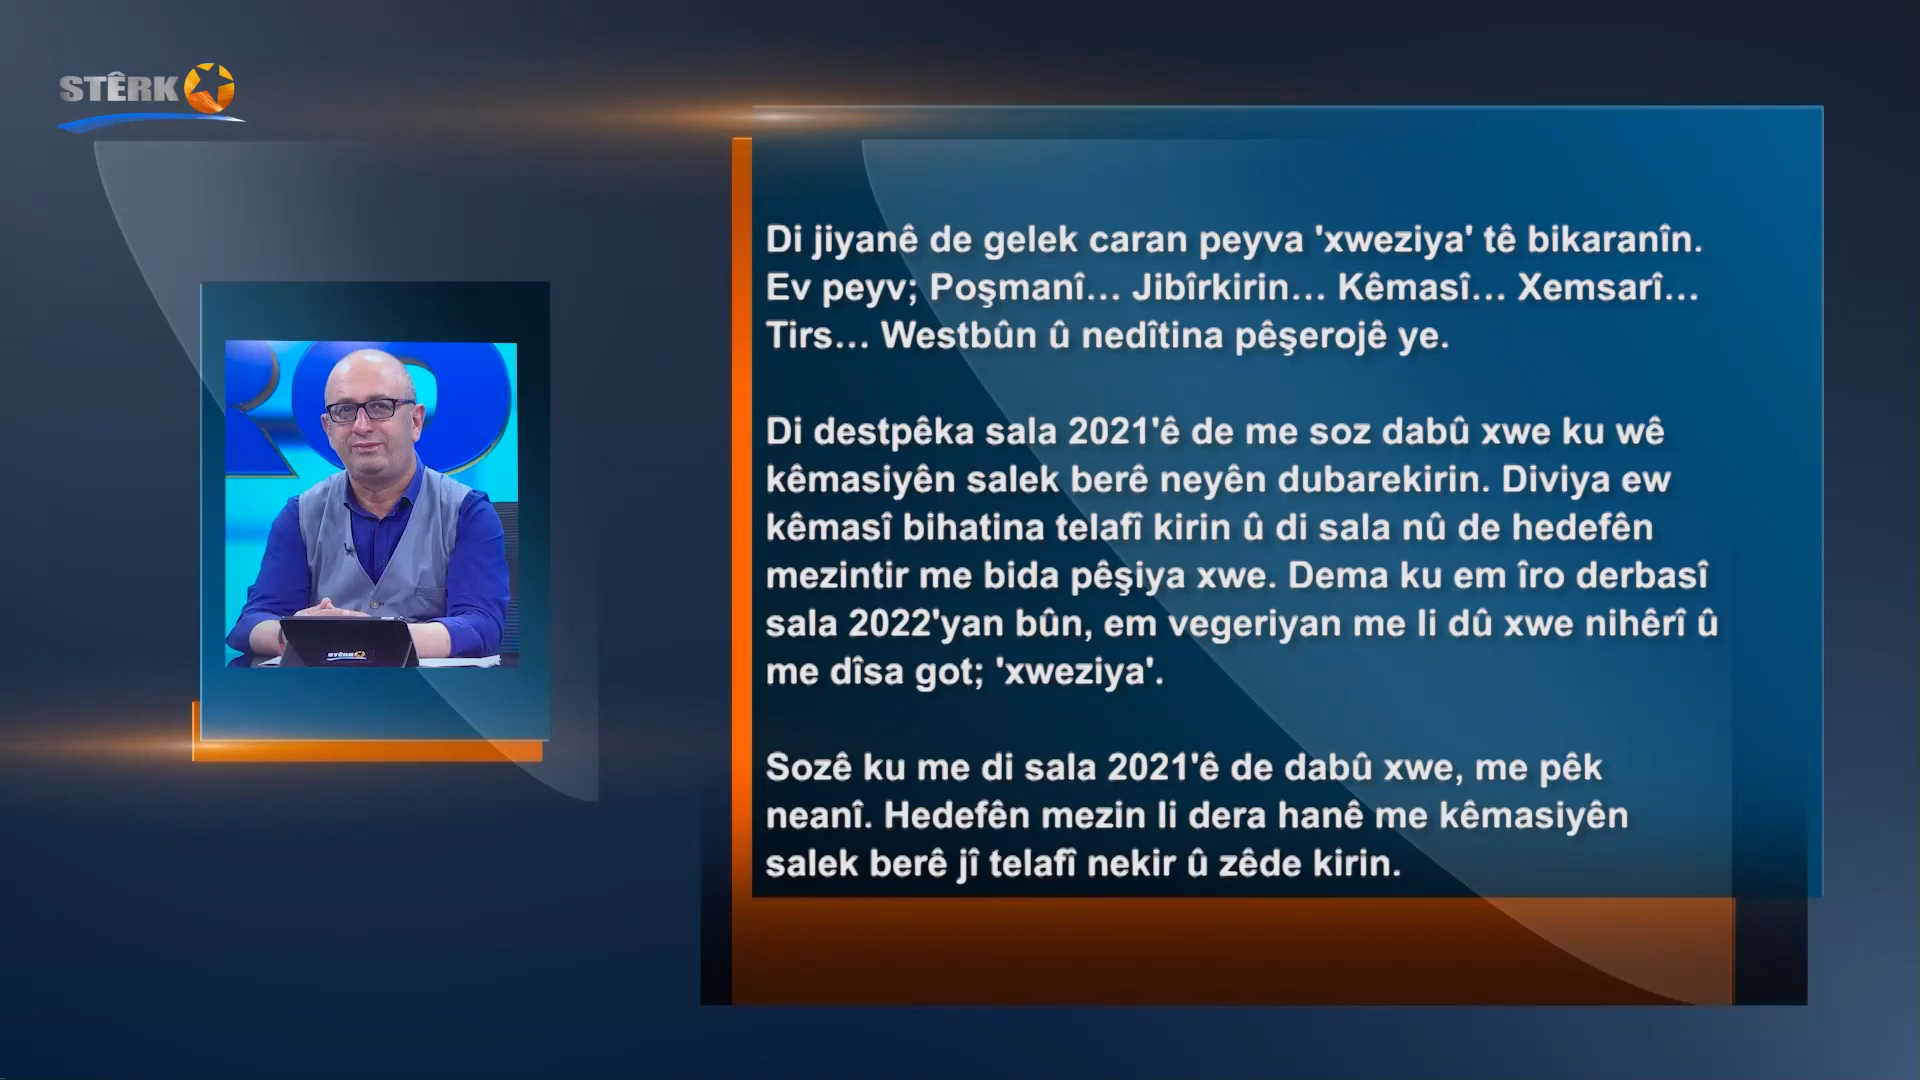 STÊRK
Di jiyanê de gelek caran peyva 'xweziya' tê bikaranîn.
Ev peyv; Poşmanî... Jibîrkirin... Kêmasî... Xemsarî...
Tirs... Westbûn û nedîtina pêşerojê ye.
Di destpêka sala 2021'ê de me soz dabû xwe ku wê
kêmasiyên salek berê neyên dubarekirin. Diviya ew
kêmasî bihatina telafî kirin û di sala nû de hedefên
mezintir me bida pêşiya xwe. Dema ku em îro derbasî
sala 2022'yan bûn, em vegeriyan me li dû xwe nihêrî û
me dîsa got; 'xweziya'.
Sozê ku me di sala 2021'ê de dabû xwe, me pêk
neanî. Hedefên mezin li dera hanê me kêmasiyên
salek berê jî telafî nekir û zêde kirin.
STÊRK